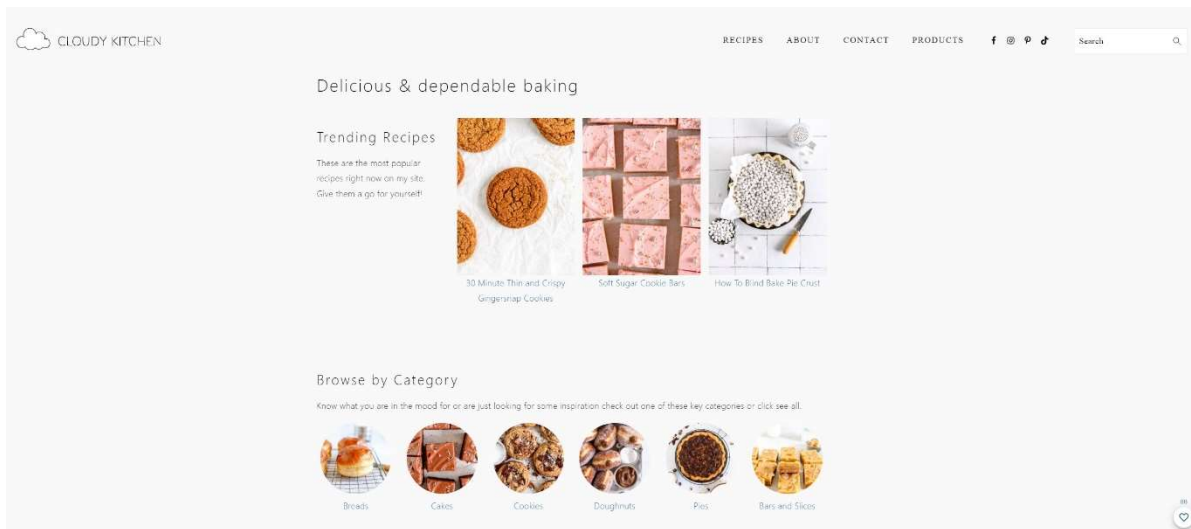 CLOUDY KITCHEN
RECIPES ABOUT CONTACT PRODUCTS Search
Delicious & dependable baking
Trending Recipes
These are the most popular
recipes right now on my site.
Give them a go for yourself!
30 Minute Thin and Crispy
Gingersnap Cookies
Soft Sugar Cookie Bars
How To Blind Bake Pie Crust
Browse by Category
Know what you are in the mood for or are just looking for some inspiration check out one of these key categories or click see all.
Breads Cakes Cookies Doughnuts Pies Bars and Slices